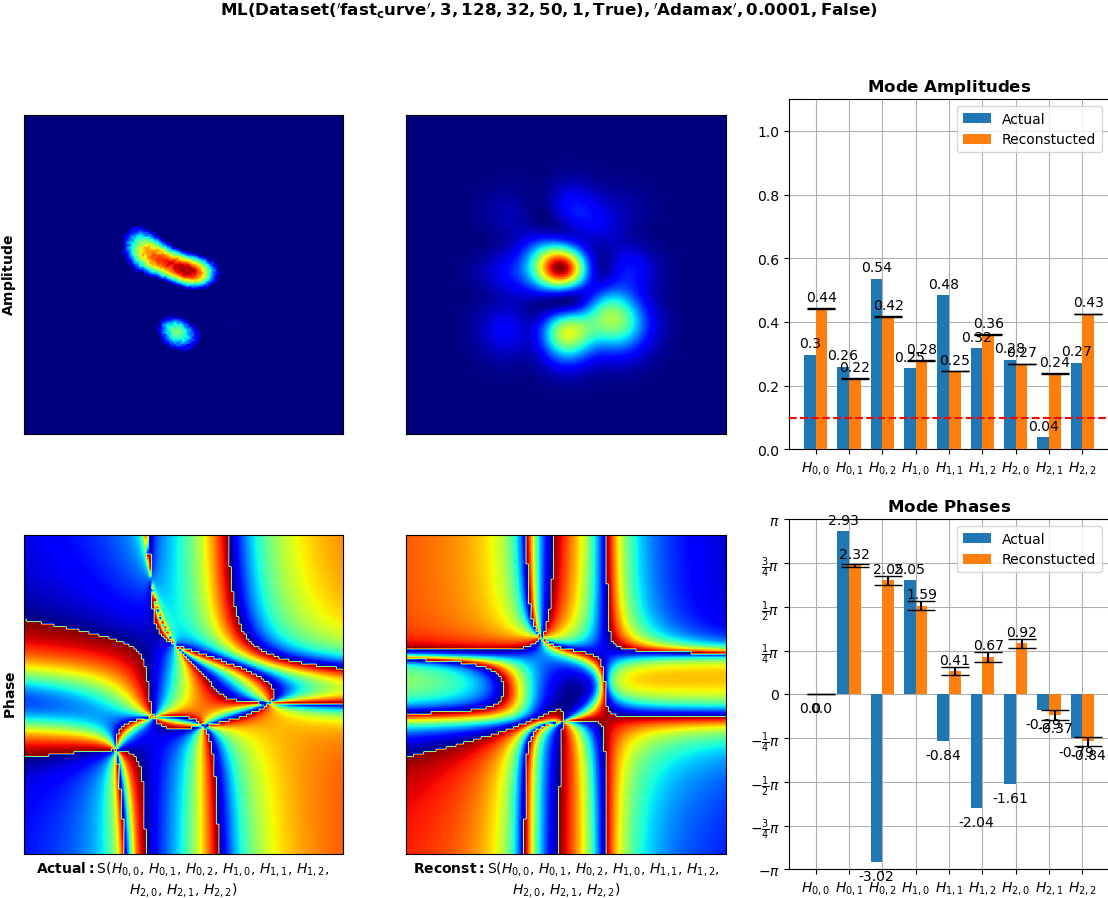 ML(Dataset('fast_curve', 3, 128, 32, 50, 1, True), 'Adamax', 0.0001, False)
Mode Amplitudes
Actual
Reconstucted
1.0
0.8
0.6
0.4
0.2
0.0
0.3
0.44
0.26
0.22
0.54
0.42
0.25
0.28
0.48
0.25
0.32
0.36
0.28
0.27
0.04
0.24
0.27
0.43
H0,0 H0,1 H0,2 H1,0 H1,1 H1,2 H2,0 H2,1 H2,2
Amplitude
Mode Phases
Actual
Reconstucted
π
3/4π
1/2π
1/4π
0
−1/4π
−1/2π
−3/4π
−π
0.0
2.93
2.32
-3.02
2.05
2.05
1.59
-0.84
0.41
-2.04
0.67
-1.61
0.92
-0.29
-0.37
-0.79
-0.84
H0,0 H0,1 H0,2 H1,0 H1,1 H1,2 H2,0 H2,1 H2,2
Phase
Actual: S(H0,0, H0,1, H0,2, H1,0, H1,1, H1,2,
H2,0, H2,1, H2,2)
Reconst: S(H0,0, H0,1, H0,2, H1,0, H1,1, H1,2,
H2,0, H2,1, H2,2)